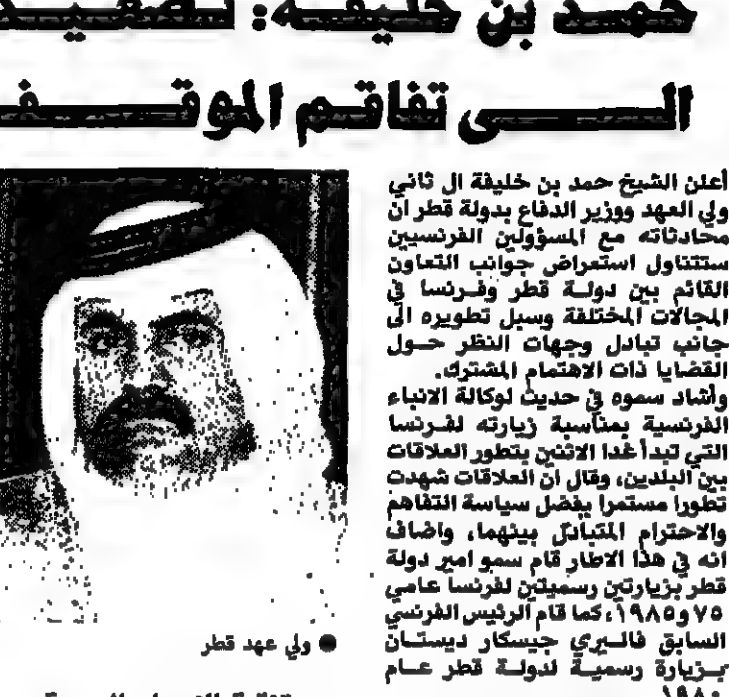 حمد بن خليفة: تصعيد
الى تفاقم الموقف
أعلن الشيخ حمد بن خليفة ال ثاني
ولي العهد ووزير الدفاع بدولة قطر ان
محادثاته مع المسؤولين الفرنسيين
ستتناول استعراض جوانب التعاون
القائم بين دولة قطر وفرنسا في
المجالات المختلفة وسبل تطويره الى
جانب تبادل وجهات النظر حول
القضايا ذات الاهتمام المشترك.
وأشاد سموه في حديث لوكالة الانباء
الفرنسية بمناسبة زيارته لفرنسا
التي تبدأ غدا الاثنين بتطور العلاقات
بين البلدين، وقال ان العلاقات شهدت
تطورا مستمرا بفضل سياسة التفاهم
والاحترام المتبادل بينهما، واضاف
انه في هذا الاطار قام سمو امير دولة
قطر بزيارتين رسميتين لفرنسا عامي
٧٥ و١٩٨٥، كما قام الرئيس الفرنسي
السابق فاليري جيسكار ديستان
بزيارة رسمية لدولة قطر عام
١٩٨٠
● ولي عهد قطر